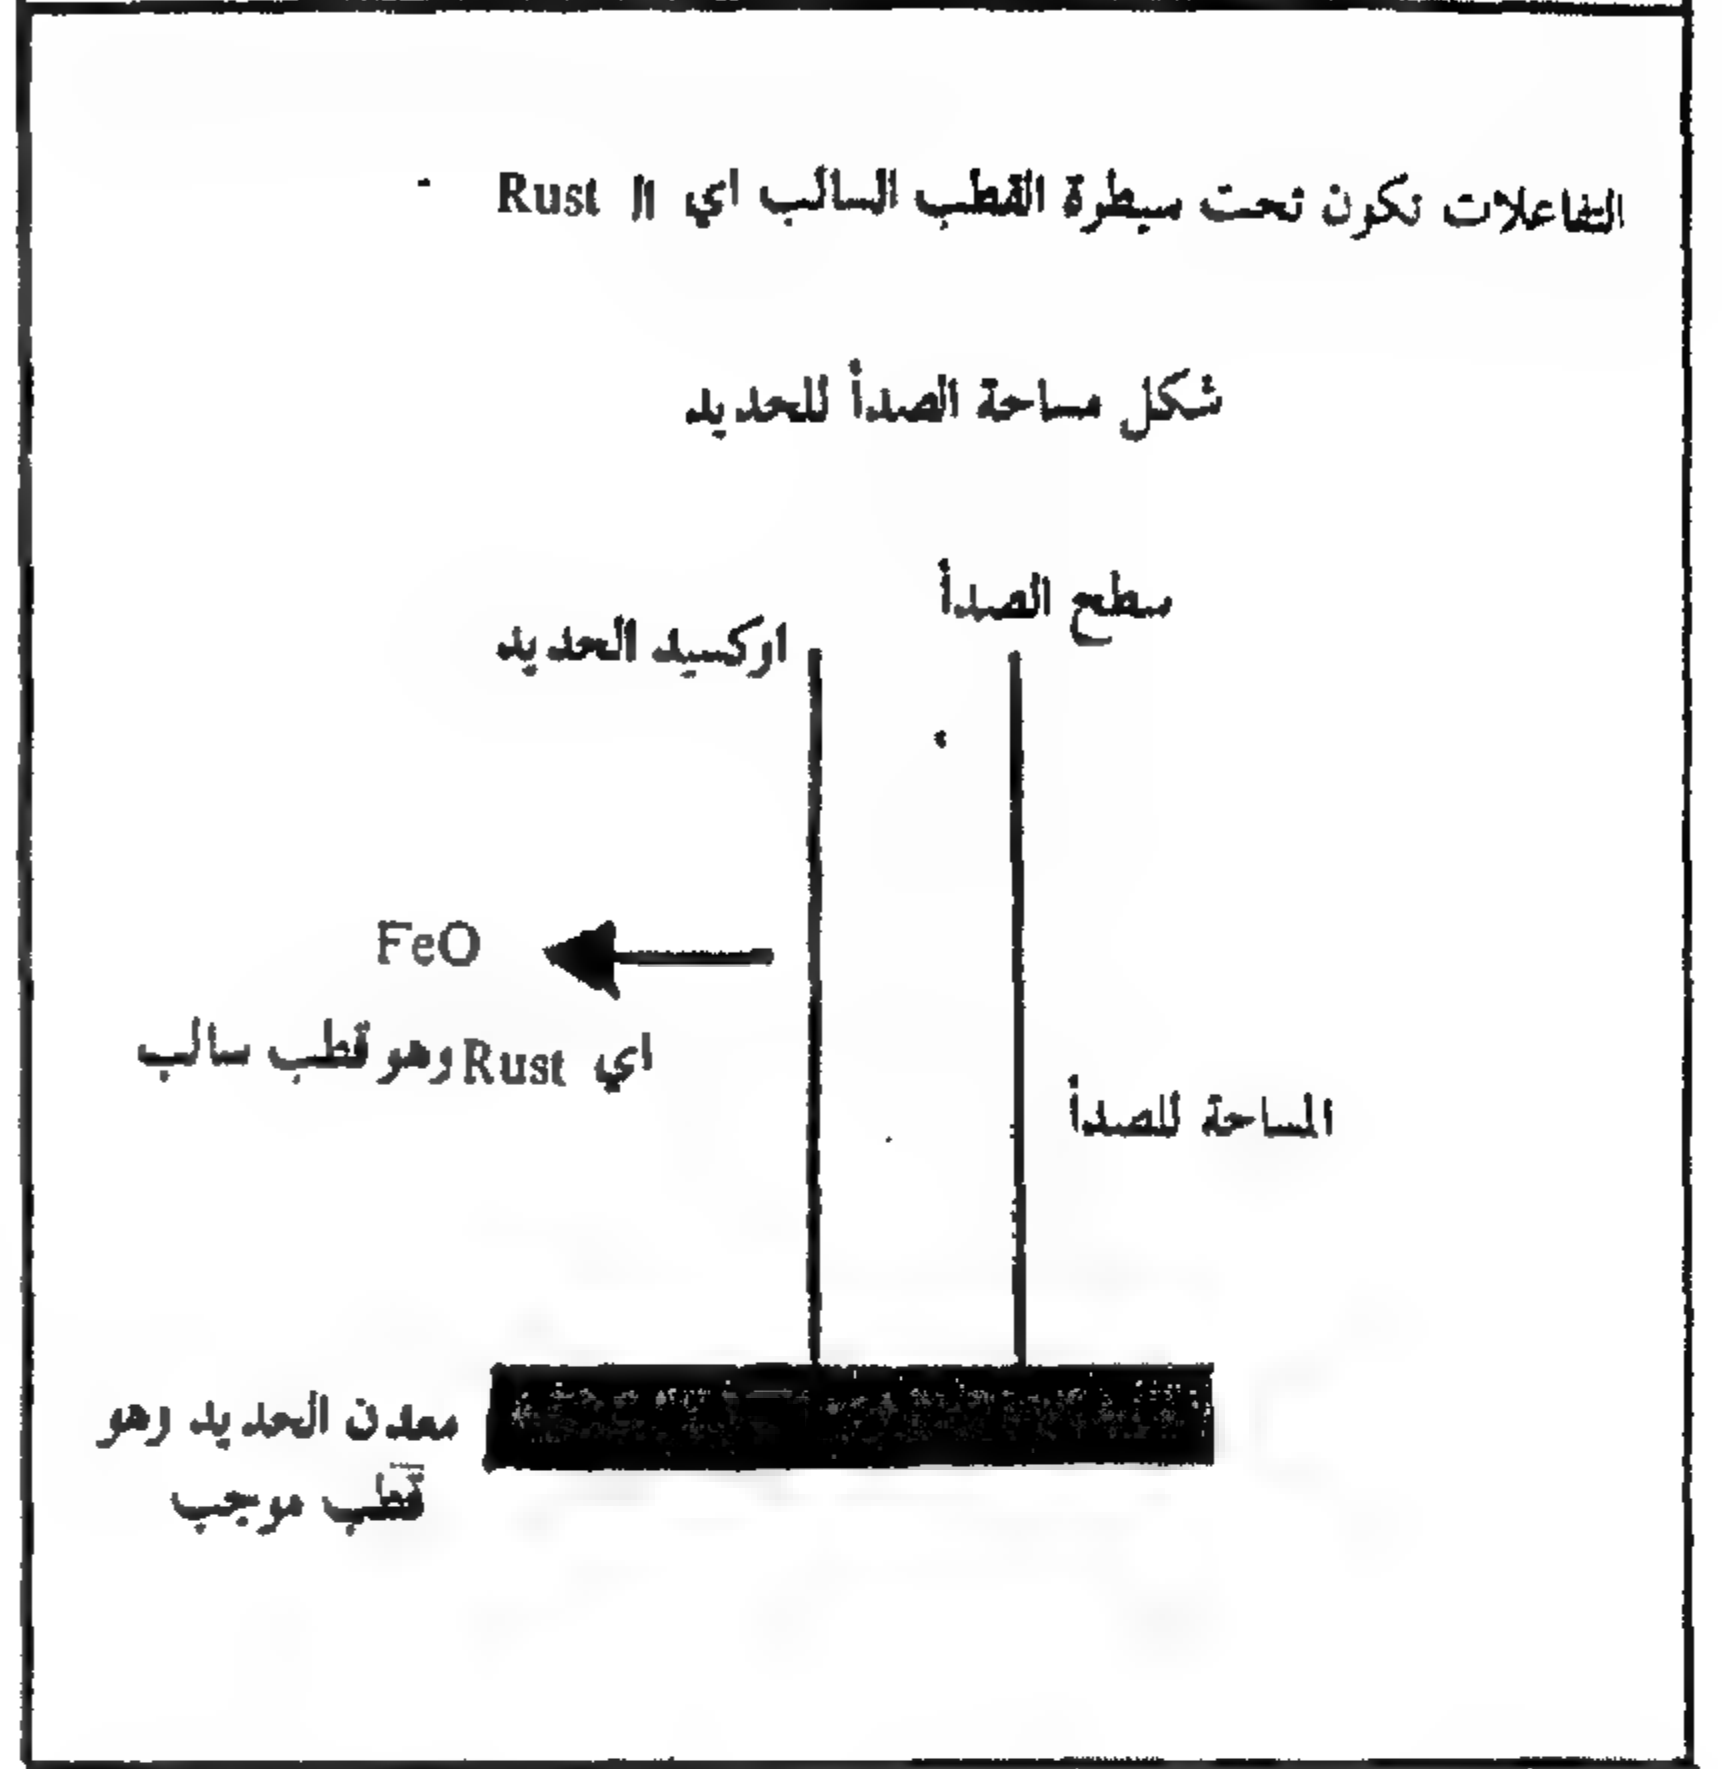 التفاعلات تكون تحت سيطرة القطب السالب اي الـ Rust
شكل مساحة الصدأ للحديد
سطح الصدأ
اوكسيد الحديد
FeO
اي Rust وهو قطب سالب
المساحة للصدأ
معدن الحديد وهو
قطب موجب